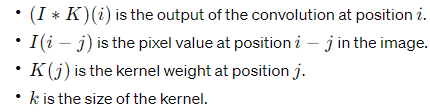 • (I ∗ K)(i) is the output of the convolution at position i.
• I(i − j) is the pixel value at position i − j in the image.
• K(j) is the kernel weight at position j.
• k is the size of the kernel.